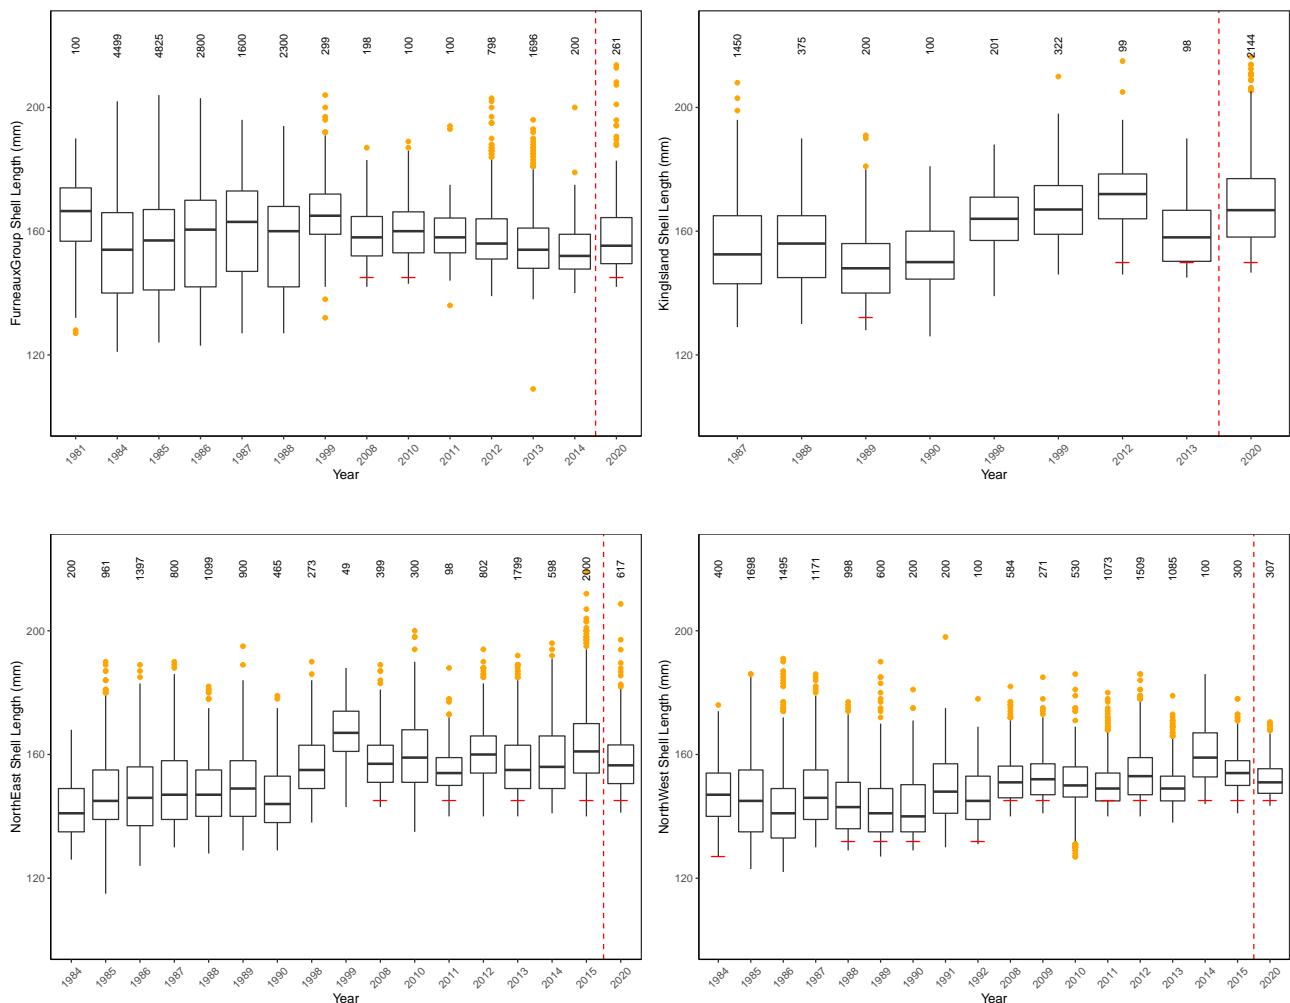 100 4499 4825 2800 1600 2300 299 198 100 100 798 1696 200 261
FurneauxGroup Shell Length (mm)
200
160
120
1981 1984 1985 1986 1987 1988 1999 2008 2010 2011 2012 2013 2014 2020
Year
1450 375 200 100 201 322 99 98 2144
KingIsland Shell Length (mm)
200
160
120
1987 1988 1989 1990 1998 1999 2012 2013 2020
Year
200 961 1397 800 1099 900 465 273 49 399 300 98 802 1799 598 2000 617
NorthEast Shell Length (mm)
200
160
120
1984 1985 1986 1987 1988 1989 1990 1998 1999 2008 2010 2011 2012 2013 2014 2015 2020
Year
400 1698 1495 1171 998 600 200 200 100 584 271 530 1073 1509 1085 100 300 307
NorthWest Shell Length (mm)
200
160
120
1984 1985 1986 1987 1988 1989 1990 1991 1992 2008 2009 2010 2011 2012 2013 2014 2015 2020
Year